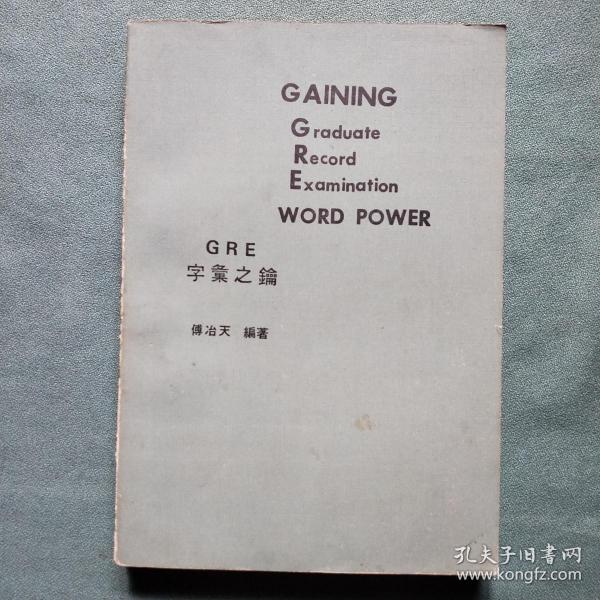 GAINING
Graduate
Record
Examination
WORD POWER
GRE
字彙之鑰
傅冶天 編著
孔夫子旧书网
www.kongfz.com